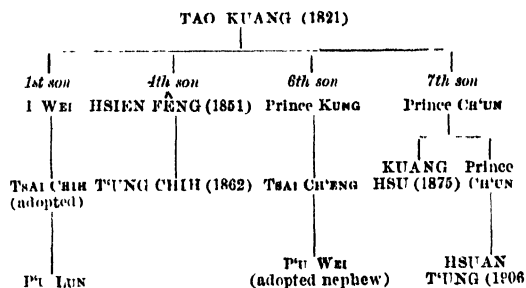 TAO KUANG (1821)
1st son 4th son 6th son 7th son
I WEI HSIEN FÊNG (1851) Prince KUNG Prince CH'UN
KUANG Prince
TSAI CHIH T'UNG CHIH (1862) TSAI CH'ENG HSU (1875) CH'UN
(adopted)
P'U WEI HSUAN
P'U LUN (adopted nephew) T'UNG (1906